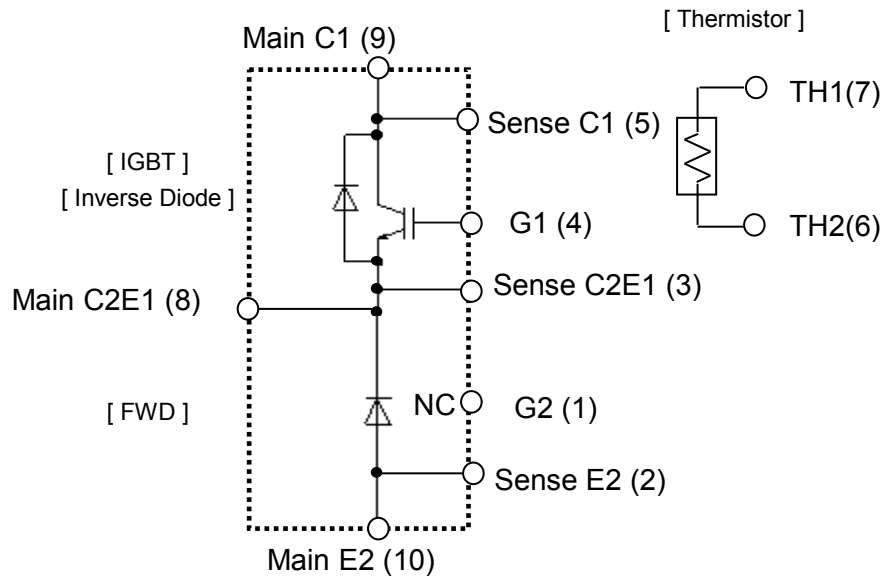 [ Thermistor ]
Main C1 (9)
TH1(7)
Sense C1 (5)
[ IGBT ]
[ Inverse Diode ]
G1 (4)
TH2(6)
Sense C2E1 (3)
Main C2E1 (8)
[ FWD ]
NC
G2 (1)
Sense E2 (2)
Main E2 (10)